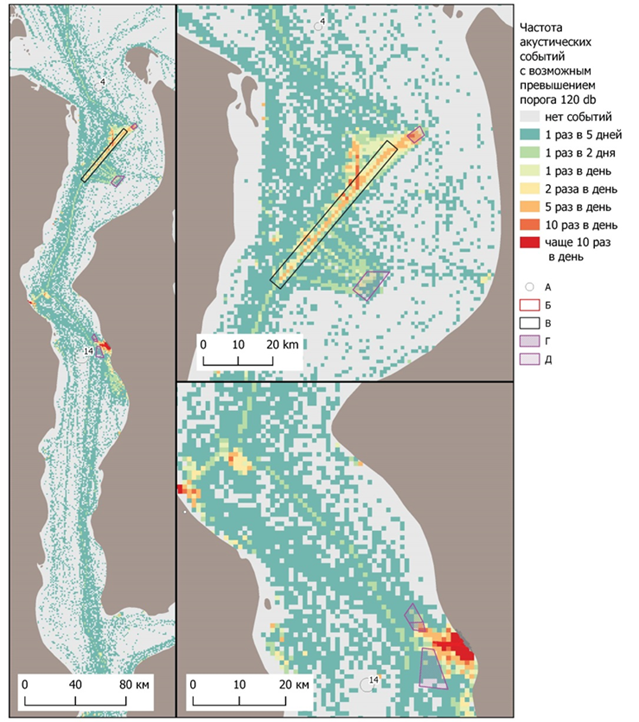 4
14
0 40 80 км
4
0 10 20 km
14
0 10 20 км
Частота
акустических
событий
с возможным
превышением
порога 120 db
нет событий
1 раз в 5 дней
1 раз в 2 дня
1 раз в день
2 раза в день
5 раз в день
10 раз в день
чаще 10 раз
в день
А
Б
В
Г
Д